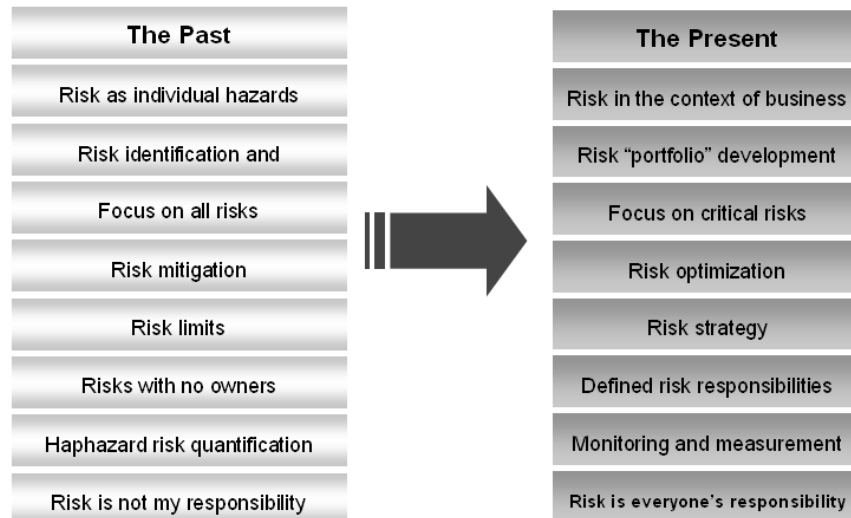 The Past
Risk as individual hazards
Risk identification and
Focus on all risks
Risk mitigation
Risk limits
Risks with no owners
Haphazard risk quantification
Risk is not my responsibility
The Present
Risk in the context of business
Risk “portfolio” development
Focus on critical risks
Risk optimization
Risk strategy
Defined risk responsibilities
Monitoring and measurement
Risk is everyone’s responsibility